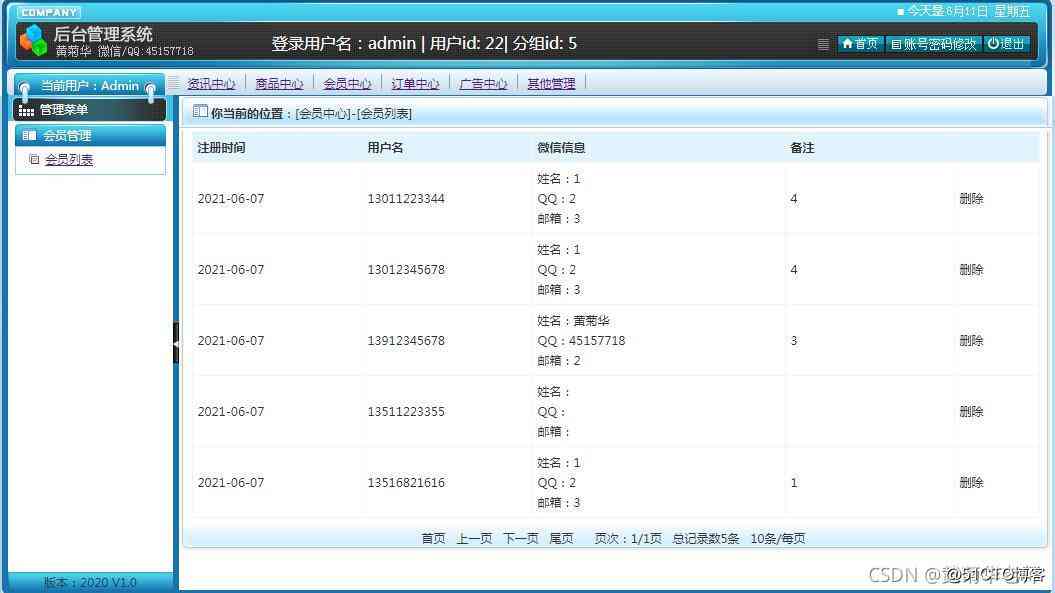 COMPANY
今天是8月11日 星期五
后台管理系统
黄菊华 微信/QQ:45157718
登录用户名：admin | 用户id: 22| 分组id: 5
首页 账号密码修改 退出
当前用户：Admin
资讯中心 商品中心 会员中心 订单中心 广告中心 其他管理
管理菜单
你当前的位置：[会员中心]-[会员列表]
会员管理
会员列表
注册时间 用户名 微信信息 备注
姓名：1
2021-06-07 13011223344 QQ：2 4 删除
邮箱：3
姓名：1
2021-06-07 13012345678 QQ：2 4 删除
邮箱：3
姓名：黄菊华
2021-06-07 13912345678 QQ：45157718 3 删除
邮箱：2
姓名：
2021-06-07 13511223355 QQ： 删除
邮箱：
姓名：1
2021-06-07 13516821616 QQ：2 1 删除
邮箱：3
首页 上一页 下一页 尾页 页次：1/1页 总记录数5条 10条/每页
版本：2020 V1.0
CSDN @51CTO博客